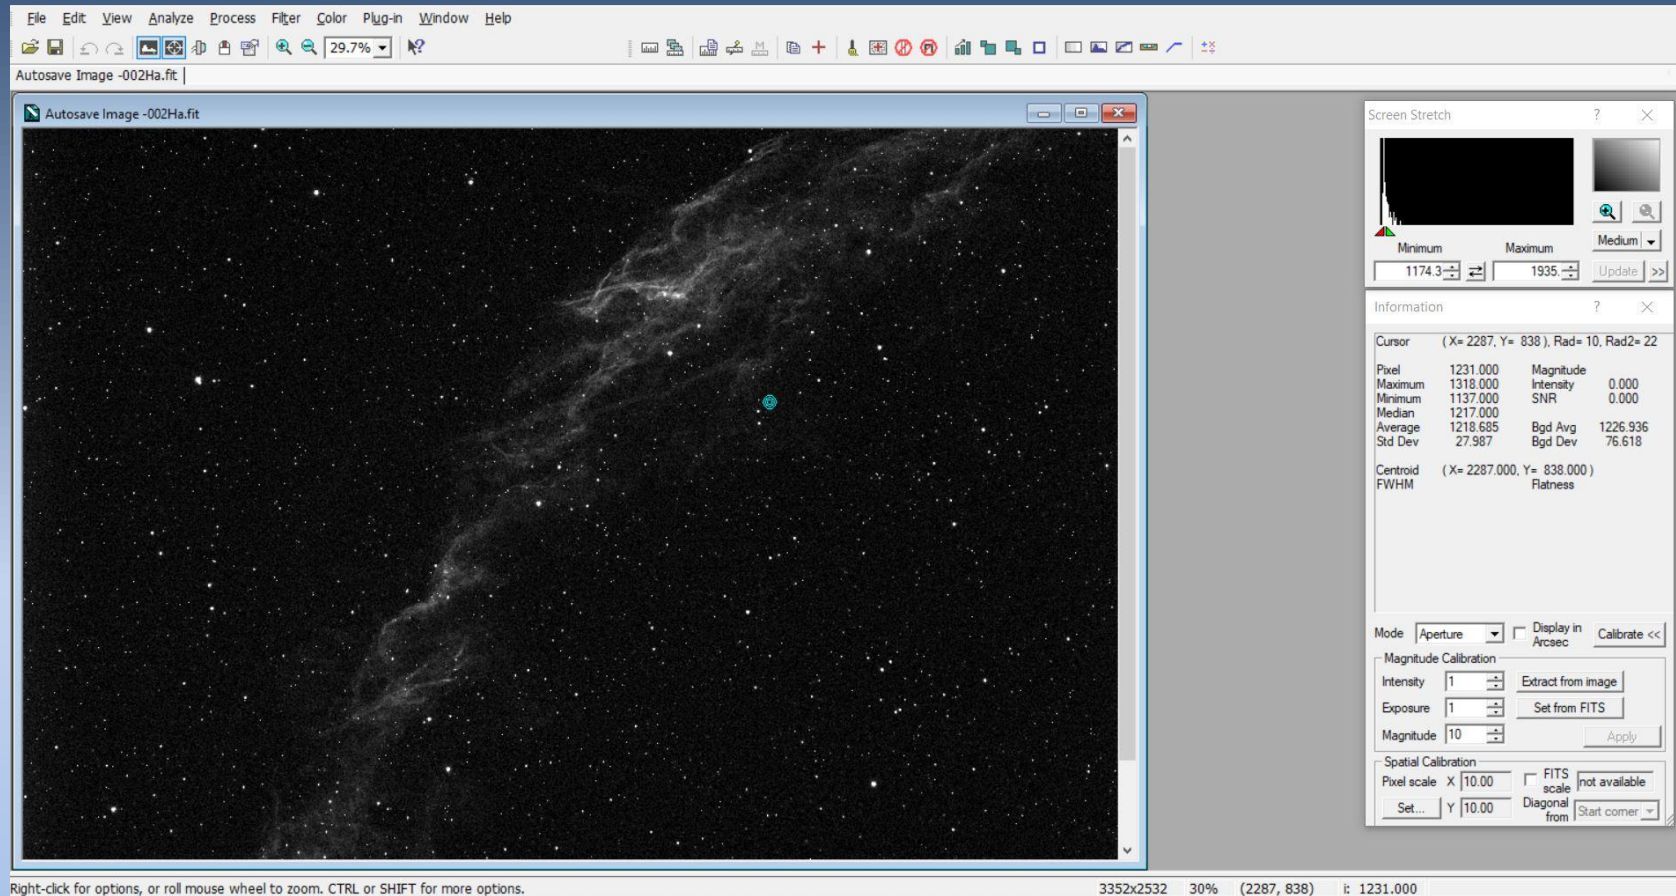 File Edit View Analyze Process Filter Color Plug-in Window Help
29.7%
Autosave Image -002Ha.fit
Autosave Image -002Ha.fit
Screen Stretch ?
Minimum Maximum Medium
1174.3 1935. Update >>
Information ?
Cursor ( X= 2287, Y= 838 ), Rad= 10, Rad2= 22
Pixel 1231.000 Magnitude
Maximum 1318.000 Intensity 0.000
Minimum 1137.000 SNR 0.000
Median 1217.000
Average 1218.685 Bgd Avg 1226.936
Std Dev 27.987 Bgd Dev 76.618
Centroid ( X= 2287.000, Y= 838.000 )
FWHM Flatness
Mode Aperture Display in Arcsec Calibrate <<
Magnitude Calibration
Intensity 1 Extract from image
Exposure 1 Set from FITS
Magnitude 10 Apply
Spatial Calibration
Pixel scale X 10.00 FITS scale not available
Set... Y 10.00 Diagonal from Start corner
Right-click for options, or roll mouse wheel to zoom. CTRL or SHIFT for more options. 3352x2532 30% (2287, 838) i: 1231.000